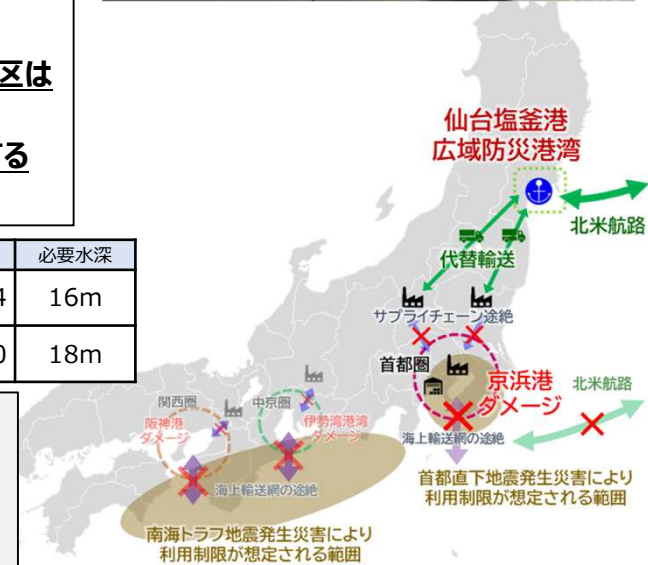 区は
する
必要水深
4 16m
0 18m
仙台塩釜港
広域防災港湾
北米航路
代替輸送
サプライチェーン途絶
首都圏
京浜港
ダメージ
北米航路
海上輸送網の途絶
首都直下地震発生災害により
利用制限が想定される範囲
関西圏
中京圏
阪神港
ダメージ
伊勢湾港湾
ダメージ
海上輸送網の途絶
南海トラフ地震発生災害により
利用制限が想定される範囲